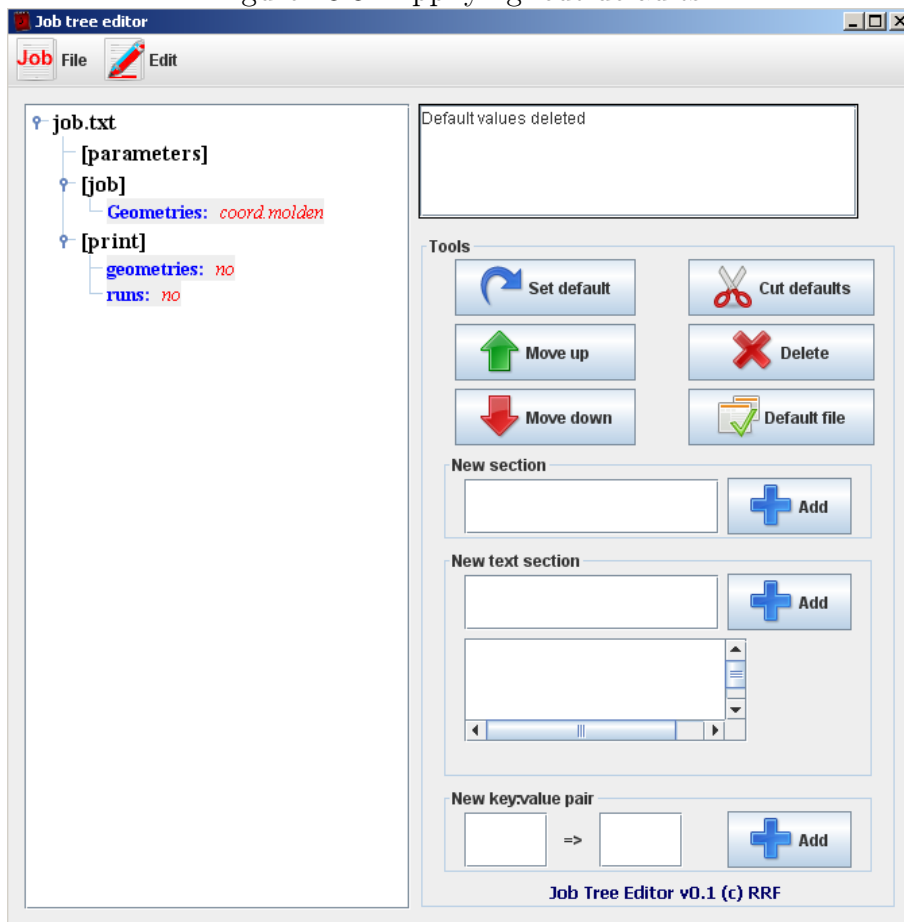 Job tree editor
Job File Edit
job.txt
[parameters]
[job]
Geometries: coord.molden
[print]
geometries: no
runs: no
Default values deleted
Tools
Set default
Cut defaults
Move up
Delete
Move down
Default file
New section
Add
New text section
Add
New key:value pair
=>
Add
Job Tree Editor v0.1 (c) RRF